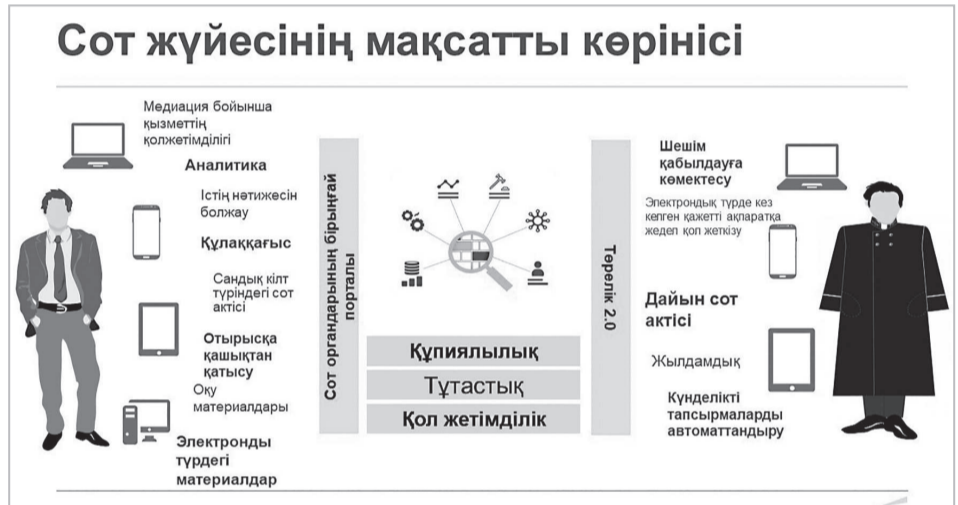 Сот жүйесінің мақсатты көрінісі
Медиация бойынша
қызметтің
қолжетімділігі
Аналитика
Істің нәтижесін
болжау
Құлаққағыс
Сандық кілт
түріндегі сот
актісі
Отырысқа
қашықтан
қатысу
Оқу
материалдары
Электронды
түрдегі
материалдар
Сот органдарының бірыңғай
порталы
Құпиялылық
Тұтастық
Қол жетімділік
Төрелік 2.0
Шешім
қабылдауға
көмектесу
Электрондық түрде кез
келген қажетті ақпаратқа
жедел қол жеткізу
Дайын сот
актісі
Жылдамдық
Күнделікті
тапсырмаларды
автоматтандыру